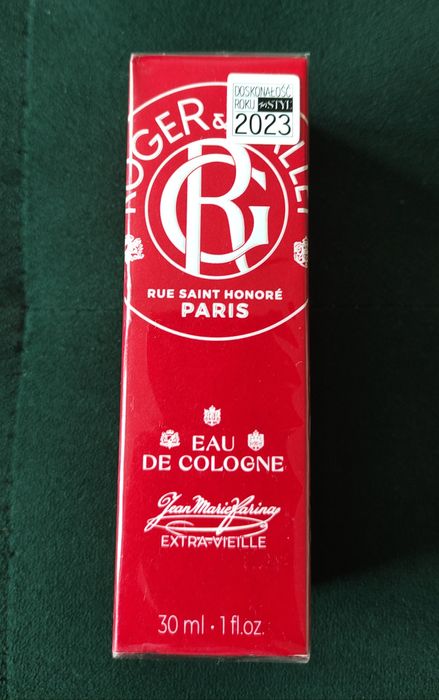 DOSKONAŁOŚĆ
ROKU InSTYLE
2023
ROGER &
RG
RUE SAINT HONORÉ
PARIS
EAU
DE COLOGNE
Jean Marie Farina
EXTRA-VIEILLE
30 ml • 1 fl.oz.